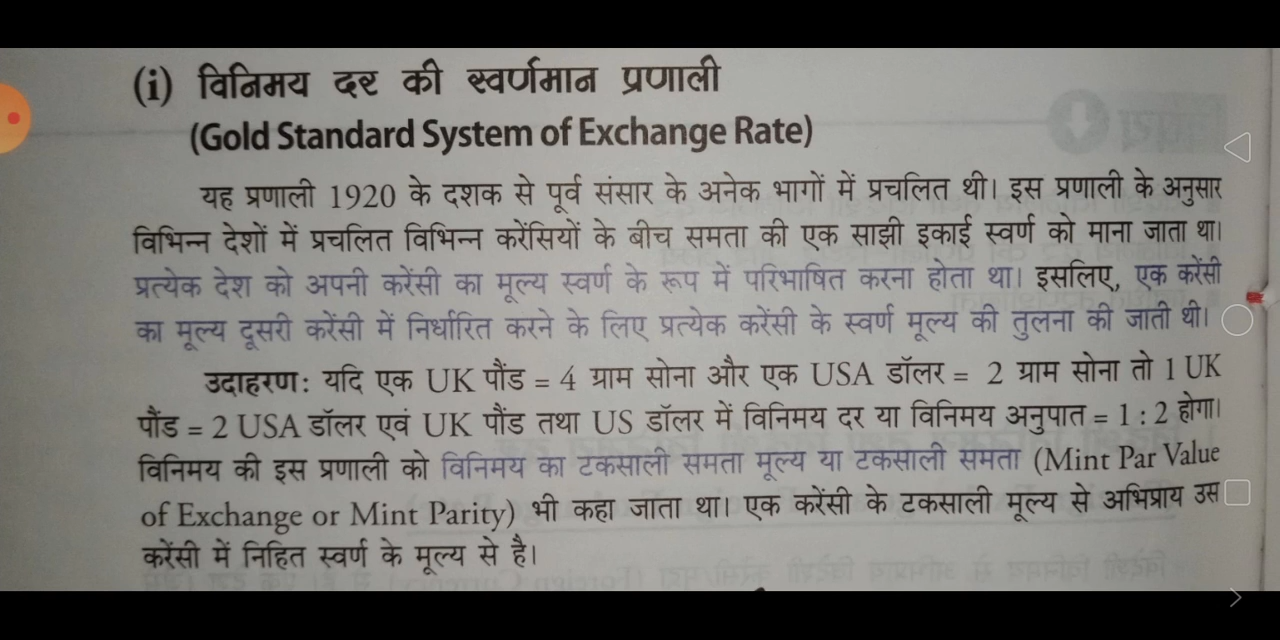 (i) विनिमय दर की स्वर्णमान प्रणाली
(Gold Standard System of Exchange Rate)
यह प्रणाली 1920 के दशक से पूर्व संसार के अनेक भागों में प्रचलित थी। इस प्रणाली के अनुसार
विभिन्न देशों में प्रचलित विभिन्न करेंसियों के बीच समता की एक साझी इकाई स्वर्ण को माना जाता था।
प्रत्येक देश को अपनी करेंसी का मूल्य स्वर्ण के रूप में परिभाषित करना होता था। इसलिए, एक करेंसी
का मूल्य दूसरी करेंसी में निर्धारित करने के लिए प्रत्येक करेंसी के स्वर्ण मूल्य की तुलना की जाती थी।
उदाहरण: यदि एक UK पौंड = 4 ग्राम सोना और एक USA डॉलर = 2 ग्राम सोना तो 1 UK
पौंड = 2 USA डॉलर एवं UK पौंड तथा US डॉलर में विनिमय दर या विनिमय अनुपात = 1 : 2 होगा।
विनिमय की इस प्रणाली को विनिमय का टकसाली समता मूल्य या टकसाली समता (Mint Par Value
of Exchange or Mint Parity) भी कहा जाता था। एक करेंसी के टकसाली मूल्य से अभिप्राय उस
करेंसी में निहित स्वर्ण के मूल्य से है।